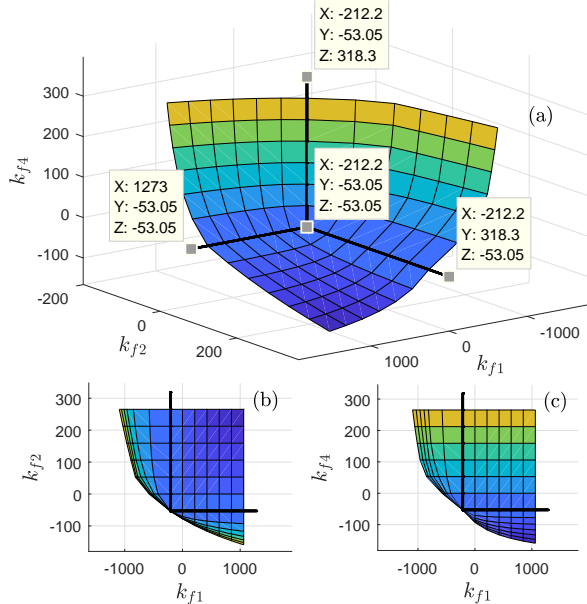 X: -212.2
Y: -53.05
Z: 318.3
(a)
300
200
100
0
-100
-200
k_{f4}
X: 1273
Y: -53.05
Z: -53.05
X: -212.2
Y: -53.05
Z: -53.05
X: -212.2
Y: 318.3
Z: -53.05
0
200
k_{f2}
1000
0
-1000
k_{f1}
(b)
300
200
100
0
-100
k_{f2}
-1000
0
1000
k_{f1}
(c)
300
200
100
0
-100
k_{f4}
-1000
0
1000
k_{f1}